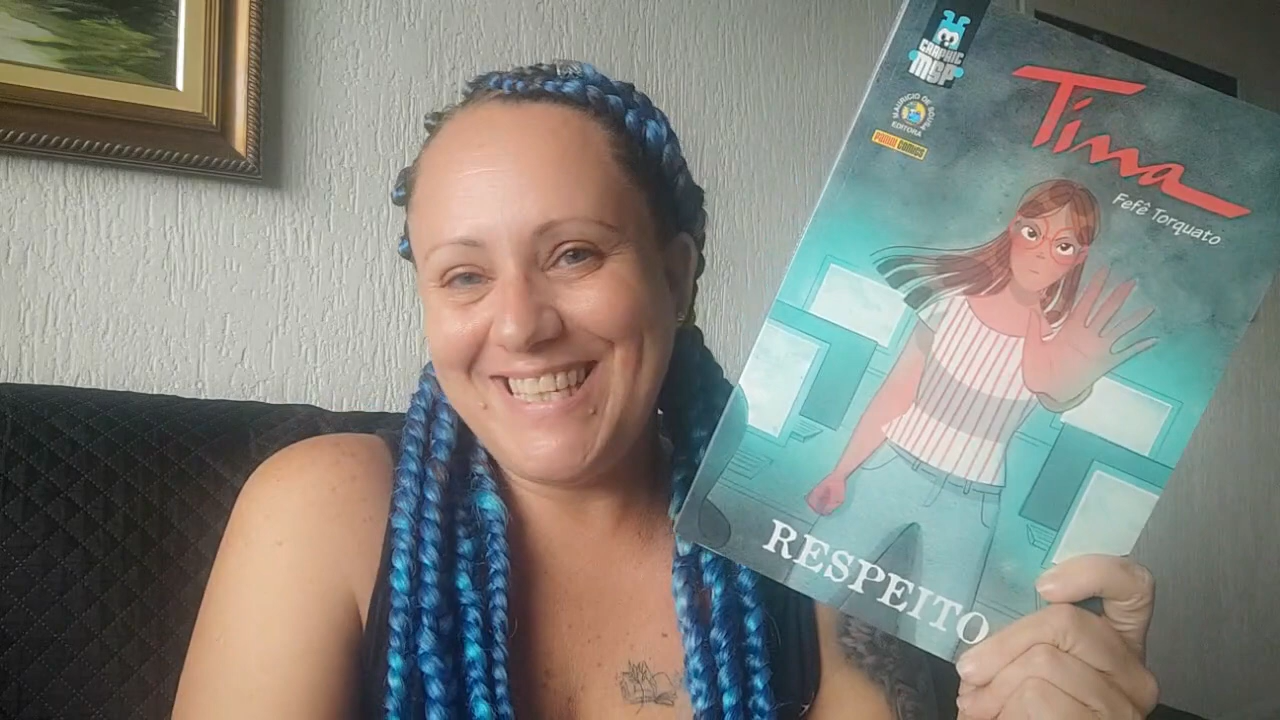 GRAPHIC
MSP
MAURICIO DE SOUSA
EDITORA
PANINI COMICS
Tina
Fefê Torquato
RESPEITO